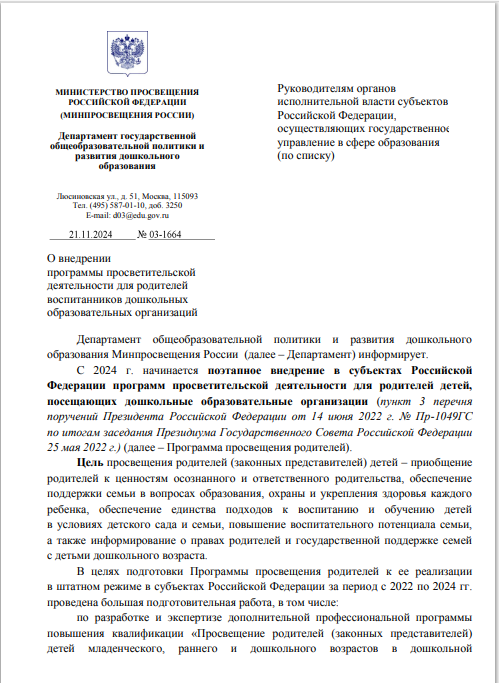 МИНИСТЕРСТВО ПРОСВЕЩЕНИЯ
РОССИЙСКОЙ ФЕДЕРАЦИИ
(МИНПРОСВЕЩЕНИЯ РОССИИ)
Департамент государственной
общеобразовательной политики и
развития дошкольного
образования
Люсиновская ул., д. 51, Москва, 115093
Тел. (495) 587-01-10, доб. 3250
E-mail: d03@edu.gov.ru
21.11.2024 № 03-1664
Руководителям органов
исполнительной власти субъектов
Российской Федерации,
осуществляющих государственное
управление в сфере образования
(по списку)
О внедрении
программы просветительской
деятельности для родителей
воспитанников дошкольных
образовательных организаций
Департамент общеобразовательной политики и развития дошкольного
образования Минпросвещения России (далее – Департамент) информирует.
С 2024 г. начинается поэтапное внедрение в субъектах Российской
Федерации программ просветительской деятельности для родителей детей,
посещающих дошкольные образовательные организации (пункт 3 перечня
поручений Президента Российской Федерации от 14 июня 2022 г. № Пр-1049ГС
по итогам заседания Президиума Государственного Совета Российской Федерации
25 мая 2022 г.) (далее – Программа просвещения родителей).
Цель просвещения родителей (законных представителей) детей – приобщение
родителей к ценностям осознанного и ответственного родительства, обеспечение
поддержки семьи в вопросах образования, охраны и укрепления здоровья каждого
ребенка, обеспечение единства подходов к воспитанию и обучению детей
в условиях детского сада и семьи, повышение воспитательного потенциала семьи,
а также информирование о правах родителей и государственной поддержке семей
с детьми дошкольного возраста.
В целях подготовки Программы просвещения родителей к ее реализации
в штатном режиме в субъектах Российской Федерации за период с 2022 по 2024 гг.
проведена большая подготовительная работа, в том числе:
по разработке и экспертизе дополнительной профессиональной программы
повышения квалификации «Просвещение родителей (законных представителей)
детей младенческого, раннего и дошкольного возрастов в дошкольной